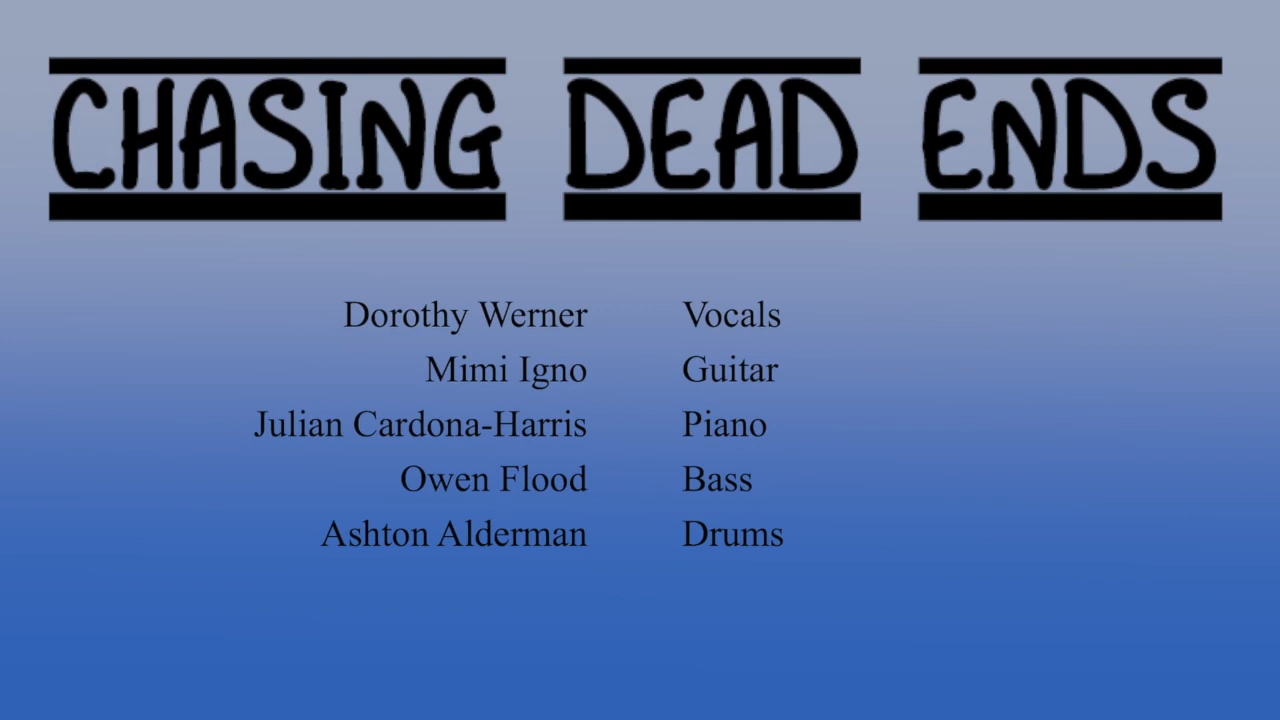 CHASING DEAD ENDS
Dorothy Werner Vocals
Mimi Igno Guitar
Julian Cardona-Harris Piano
Owen Flood Bass
Ashton Alderman Drums